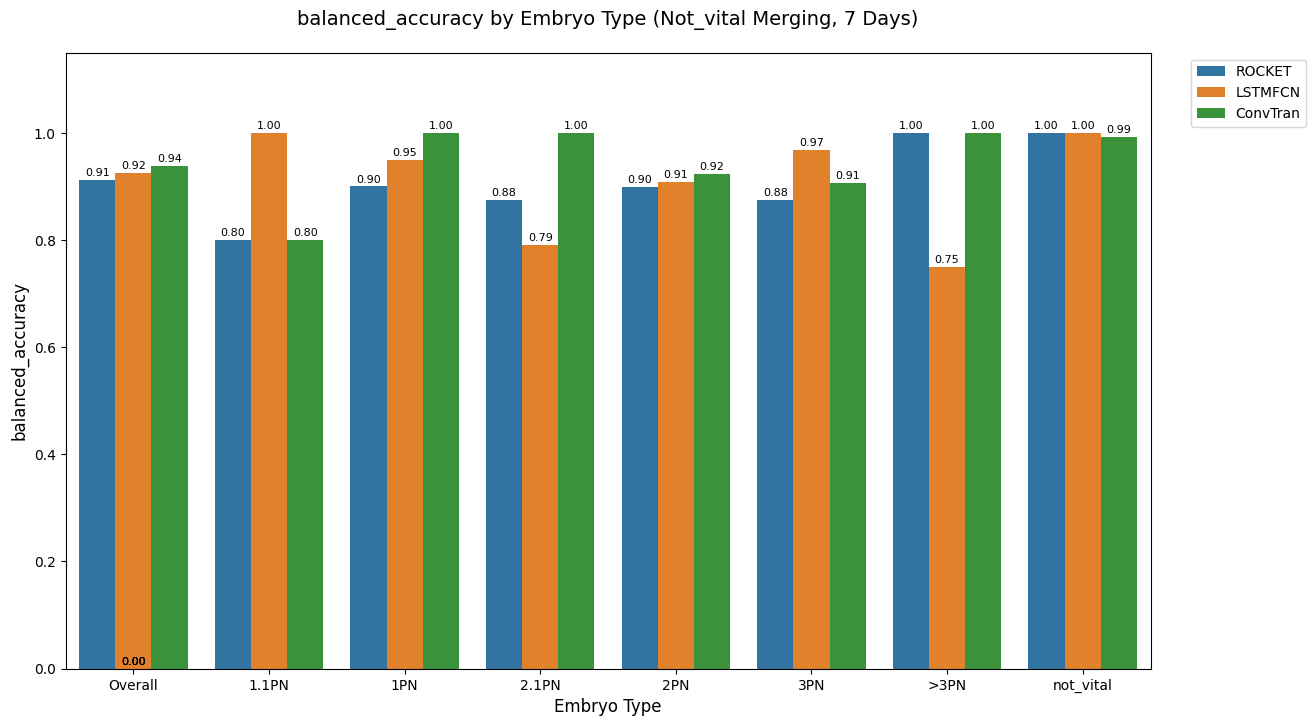 balanced_accuracy by Embryo Type (Not_vital Merging, 7 Days)
ROCKET
LSTMFCN
ConvTran
balanced_accuracy
1.0
0.8
0.6
0.4
0.2
0.0
0.91 0.92 0.94
0.80 1.00 0.80
0.90 0.95 1.00
0.88 0.79 1.00
0.90 0.91 0.92
0.88 0.97 0.91
1.00 0.75 1.00
1.00 1.00 0.99
0.00
Overall 1.1PN 1PN 2.1PN 2PN 3PN >3PN not_vital
Embryo Type